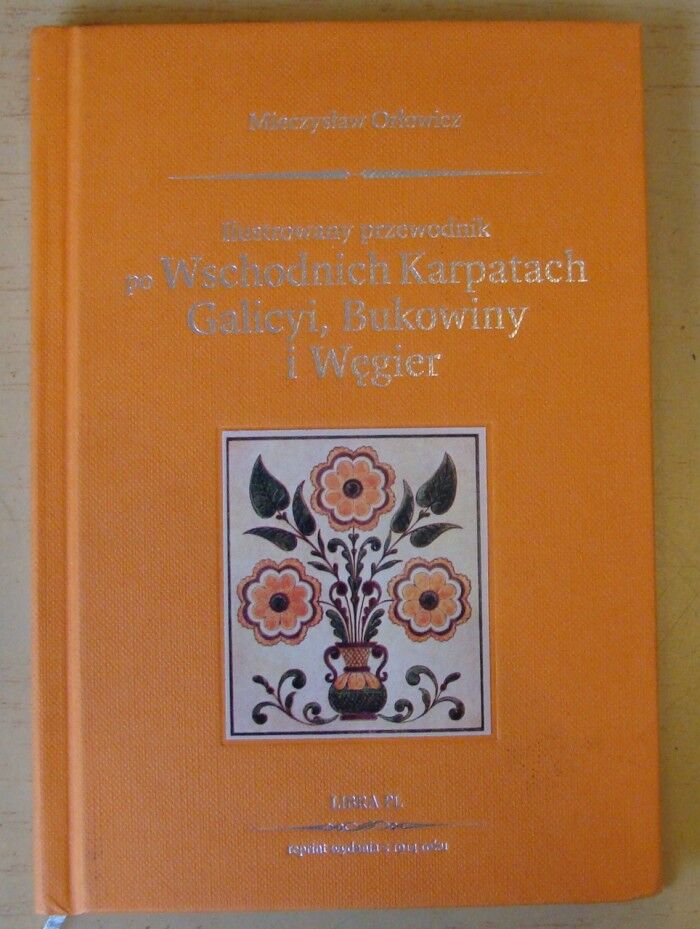 Mieczysław Orłowicz
Ilustrowany przewodnik
po Wschodnich Karpatach
Galicyi, Bukowiny
i Węgier
LIBRA PL
reprint wydania z 1914 roku